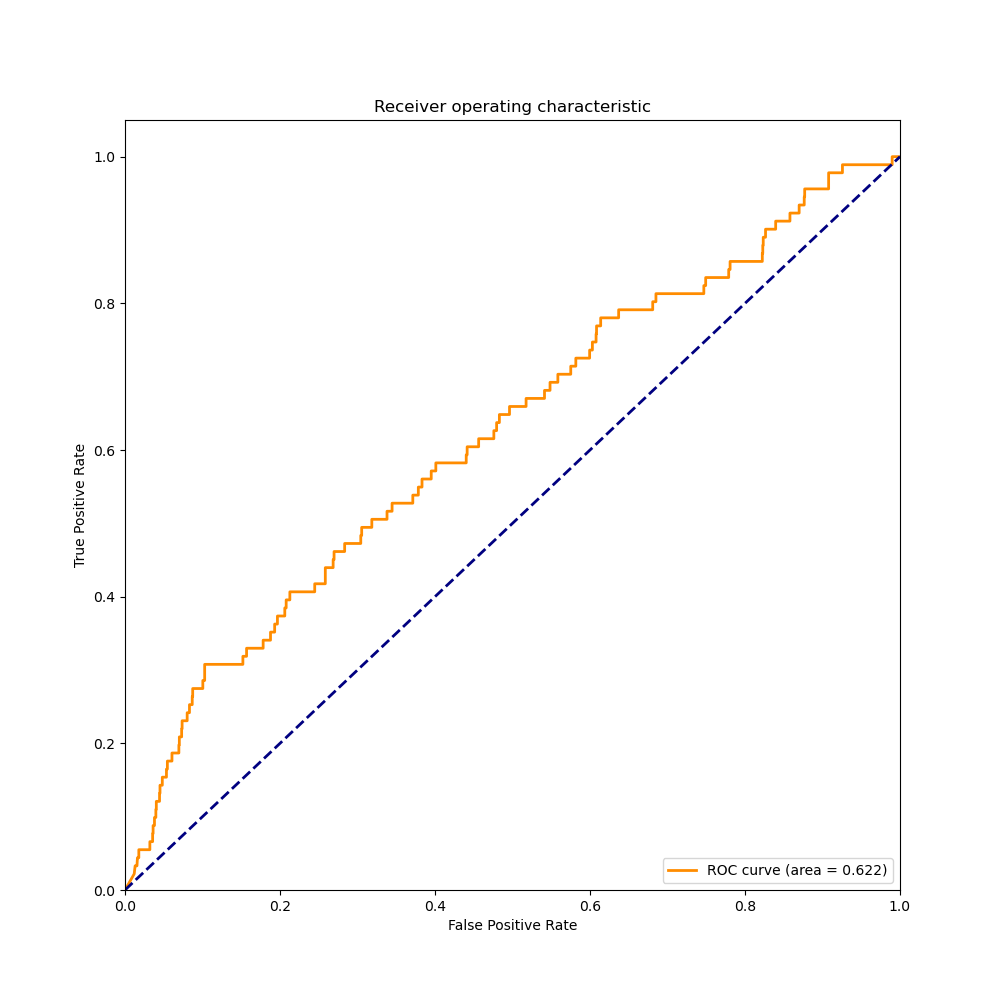 Receiver operating characteristic
1.0
0.8
0.6
0.4
0.2
0.0
True Positive Rate
ROC curve (area = 0.622)
0.0 0.2 0.4 0.6 0.8 1.0
False Positive Rate